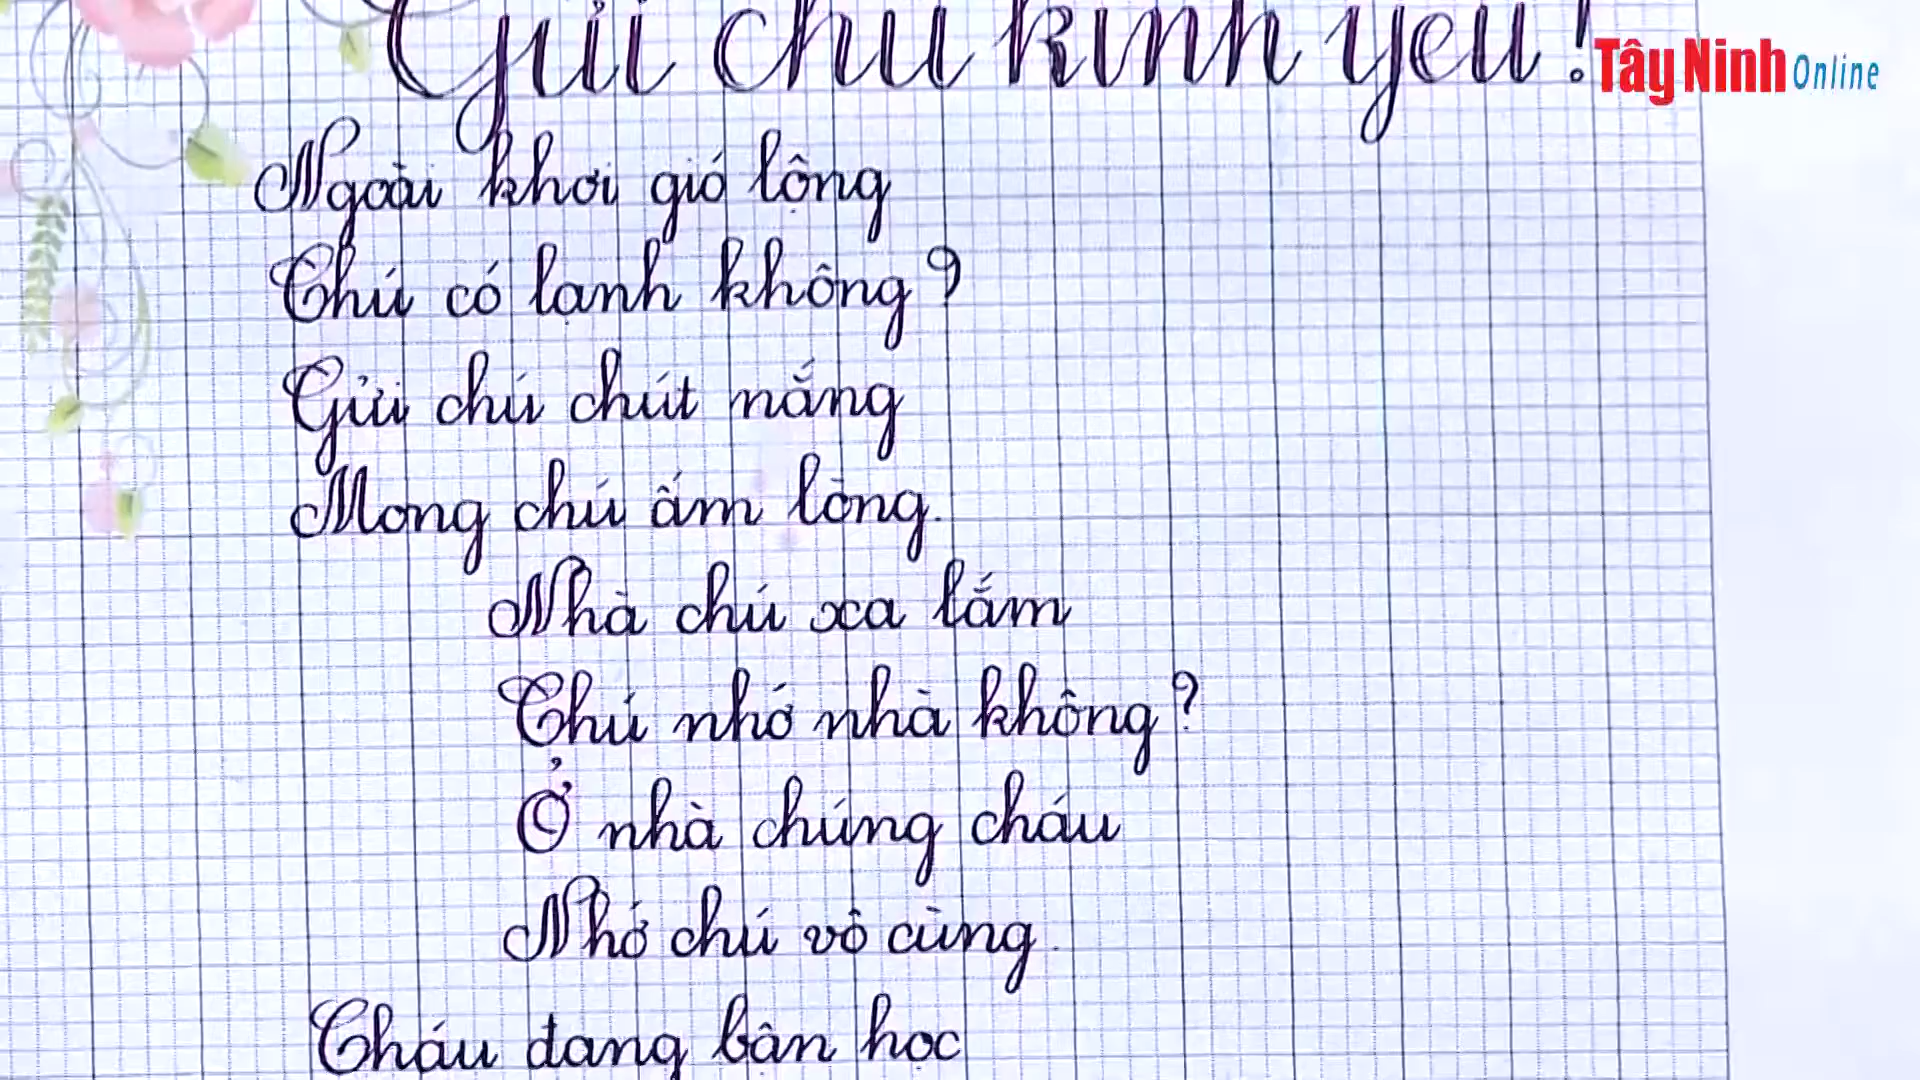 Gửi chú kính yêu!
Tây Ninh Online
Ngoài khơi gió lộng
Chú có lạnh không?
Gửi chú chút nắng
Mong chú ấm lòng.
Nhà chú xa lắm
Chú nhớ nhà không?
Ở nhà chúng cháu
Nhớ chú vô cùng.
Cháu đang bận học